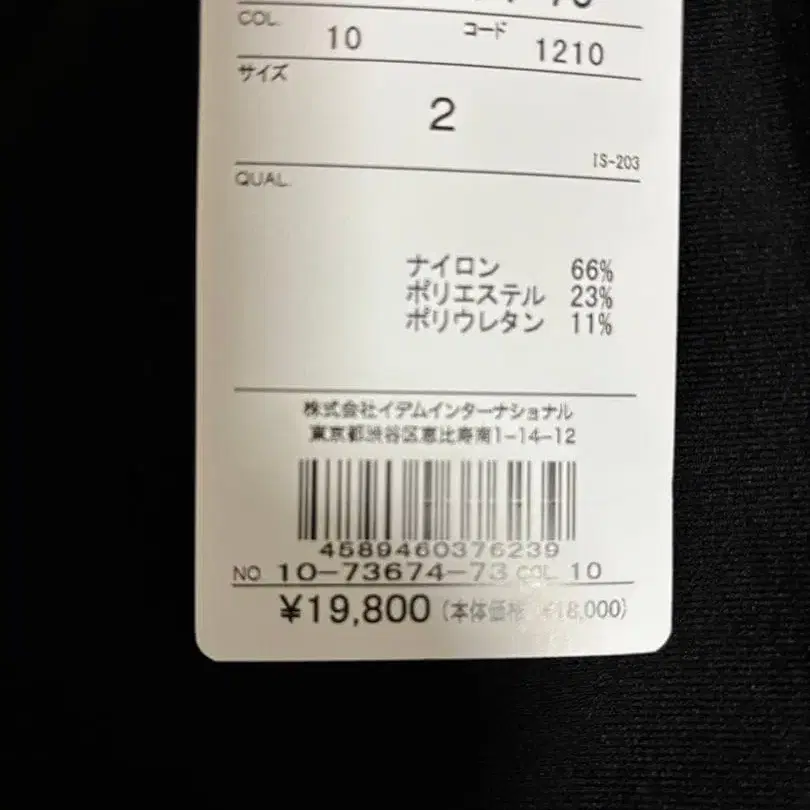 COL. 10 コード 1210
サイズ
2
IS-203
QUAL.
ナイロン 66%
ポリエステル 23%
ポリウレタン 11%
株式会社イデムインターナショナル
東京都渋谷区恵比寿南1-14-12
4589460376239
NO. 10-73674-73 COL. 10
¥19,800 (本体価格 ¥18,000)